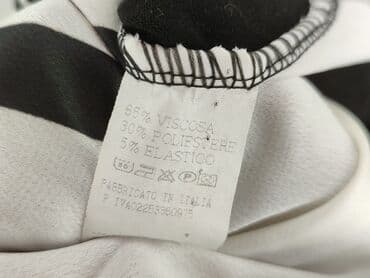 65% VISCOSA
30% POLIESTERE
5% ELASTICO
FABBRICATO IN ITALIA